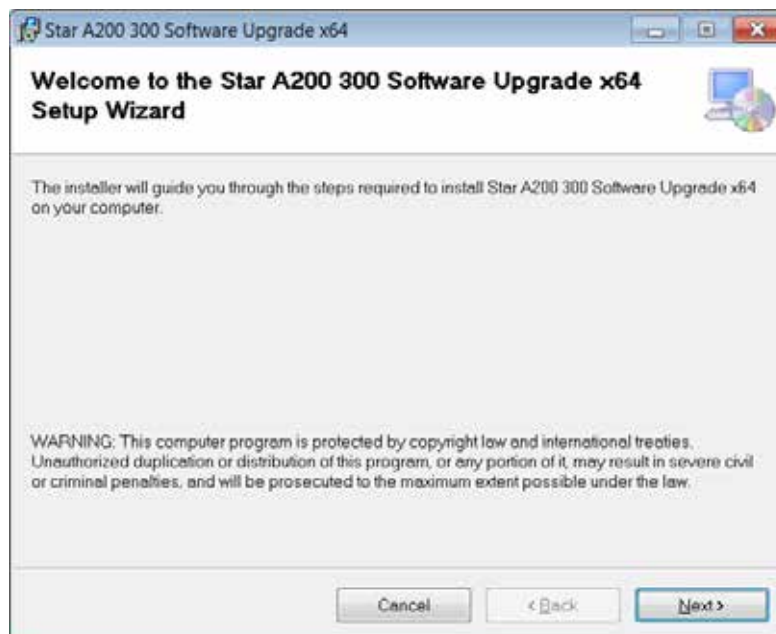 Star A200 300 Software Upgrade x64
Welcome to the Star A200 300 Software Upgrade x64
Setup Wizard
The installer will guide you through the steps required to install Star A200 300 Software Upgrade x64
on your computer.
WARNING: This computer program is protected by copyright law and international treaties.
Unauthorized duplication or distribution of this program, or any portion of it, may result in severe civil
or criminal penalties, and will be prosecuted to the maximum extent possible under the law.
Cancel
< Back
Next >